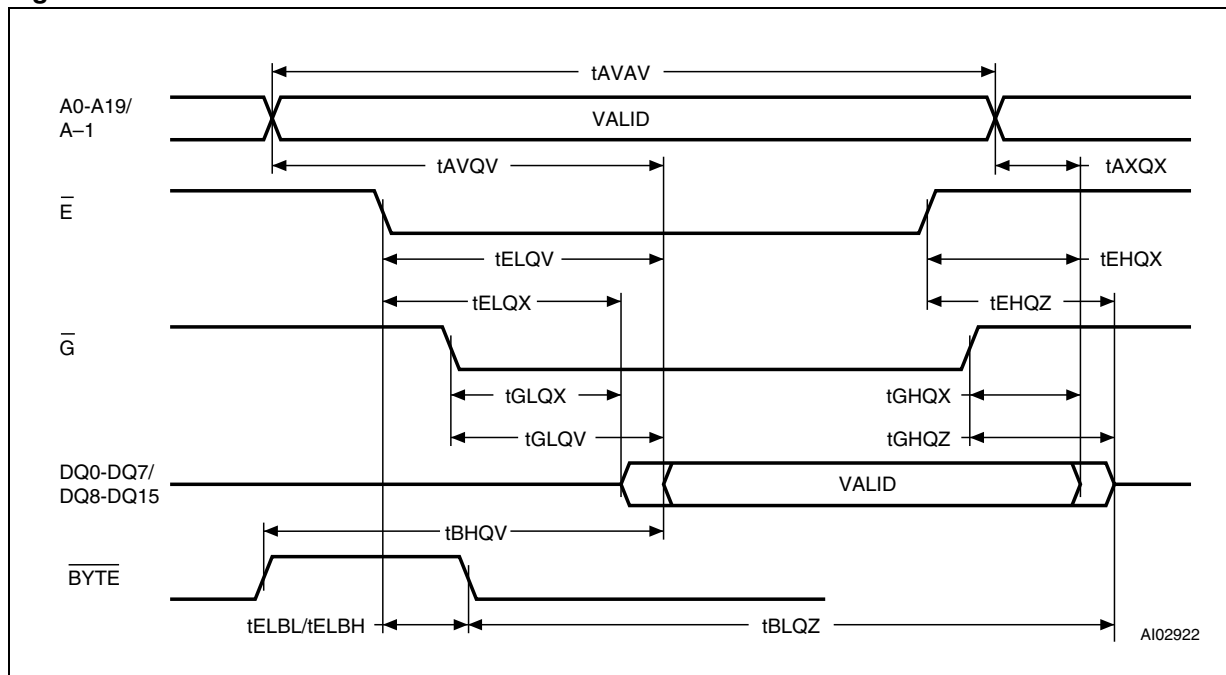 tAVAV
A0-A19/
A–1
VALID
tAVQV
tAXQX
E
tELQV
tEHQX
tELQX
tEHQZ
G
tGLQX
tGHQX
tGLQV
tGHQZ
DQ0-DQ7/
DQ8-DQ15
VALID
tBHQV
BYTE
tELBL/tELBH
tBLQZ
AI02922